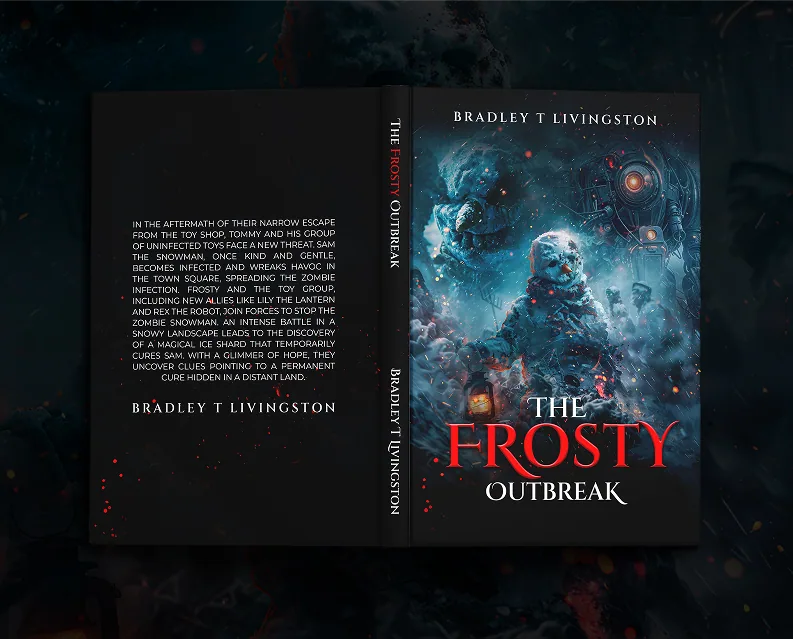 IN THE AFTERMATH OF THEIR NARROW ESCAPE
FROM THE TOY SHOP, TOMMY AND HIS GROUP
OF UNINFECTED TOYS FACE A NEW THREAT. SAM
THE SNOWMAN, ONCE KIND AND GENTLE,
BECOMES INFECTED AND WREAKS HAVOC IN
THE TOWN SQUARE, SPREADING THE ZOMBIE
INFECTION. FROSTY AND THE TOY GROUP,
INCLUDING NEW ALLIES LIKE LILY THE LANTERN
AND REX THE ROBOT, JOIN FORCES TO STOP THE
ZOMBIE SNOWMAN. AN INTENSE BATTLE IN A
SNOWY LANDSCAPE LEADS TO THE DISCOVERY
OF A MAGICAL ICE SHARD THAT TEMPORARILY
CURES SAM. WITH A GLIMMER OF HOPE, THEY
UNCOVER CLUES POINTING TO A PERMANENT
CURE HIDDEN IN A DISTANT LAND.
BRADLEY T LIVINGSTON
THE FROSTY OUTBREAK
BRADLEY T LIVINGSTON
BRADLEY T LIVINGSTON
THE
FROSTY
OUTBREAK